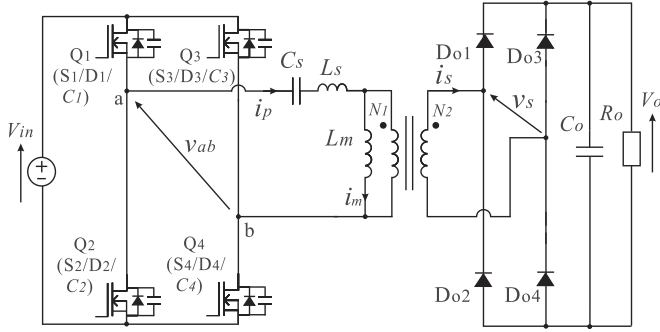 Q1
(S1/D1/
C1)
a
Q3
(S3/D3/C3)
Cs
Ls
ip
Vin
vab
Lm
im
N1
N2
is
vs
Do1
Do3
Co
Ro
Vo
b
Q2
(S2/D2/
C2)
Q4
(S4/D4/
C4)
Do2
Do4